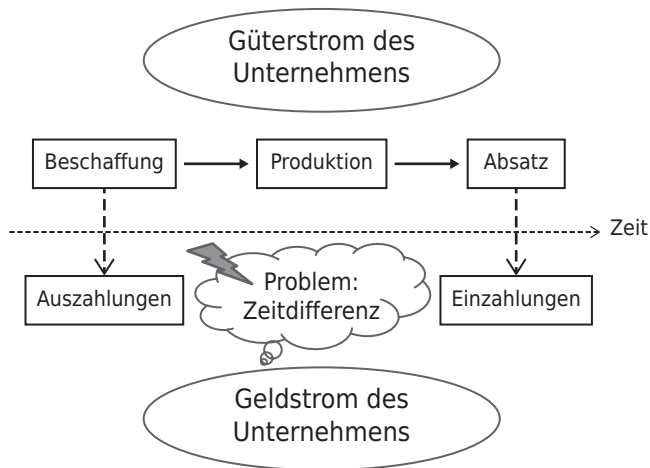 Güterstrom des
Unternehmens
Beschaffung
Produktion
Absatz
Zeit
Auszahlungen
Problem:
Zeitdifferenz
Einzahlungen
Geldstrom des
Unternehmens